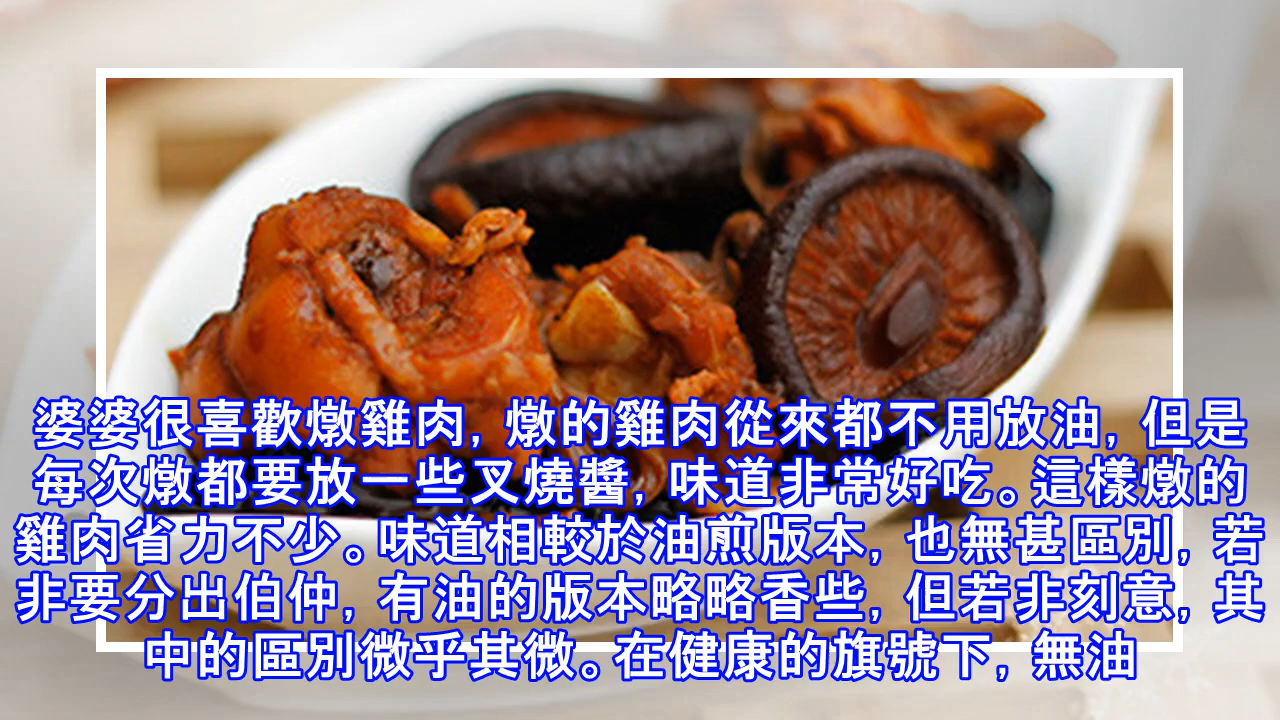 婆婆很喜歡燉雞肉, 燉的雞肉從來都不用放油, 但是
每次燉都要放一些叉燒醬, 味道非常好吃。這樣燉的
雞肉省力不少。味道相較於油煎版本, 也無甚區別, 若
非要分出伯仲, 有油的版本略略香些, 但若非刻意, 其
中的區別微乎其微。在健康的旗號下, 無油